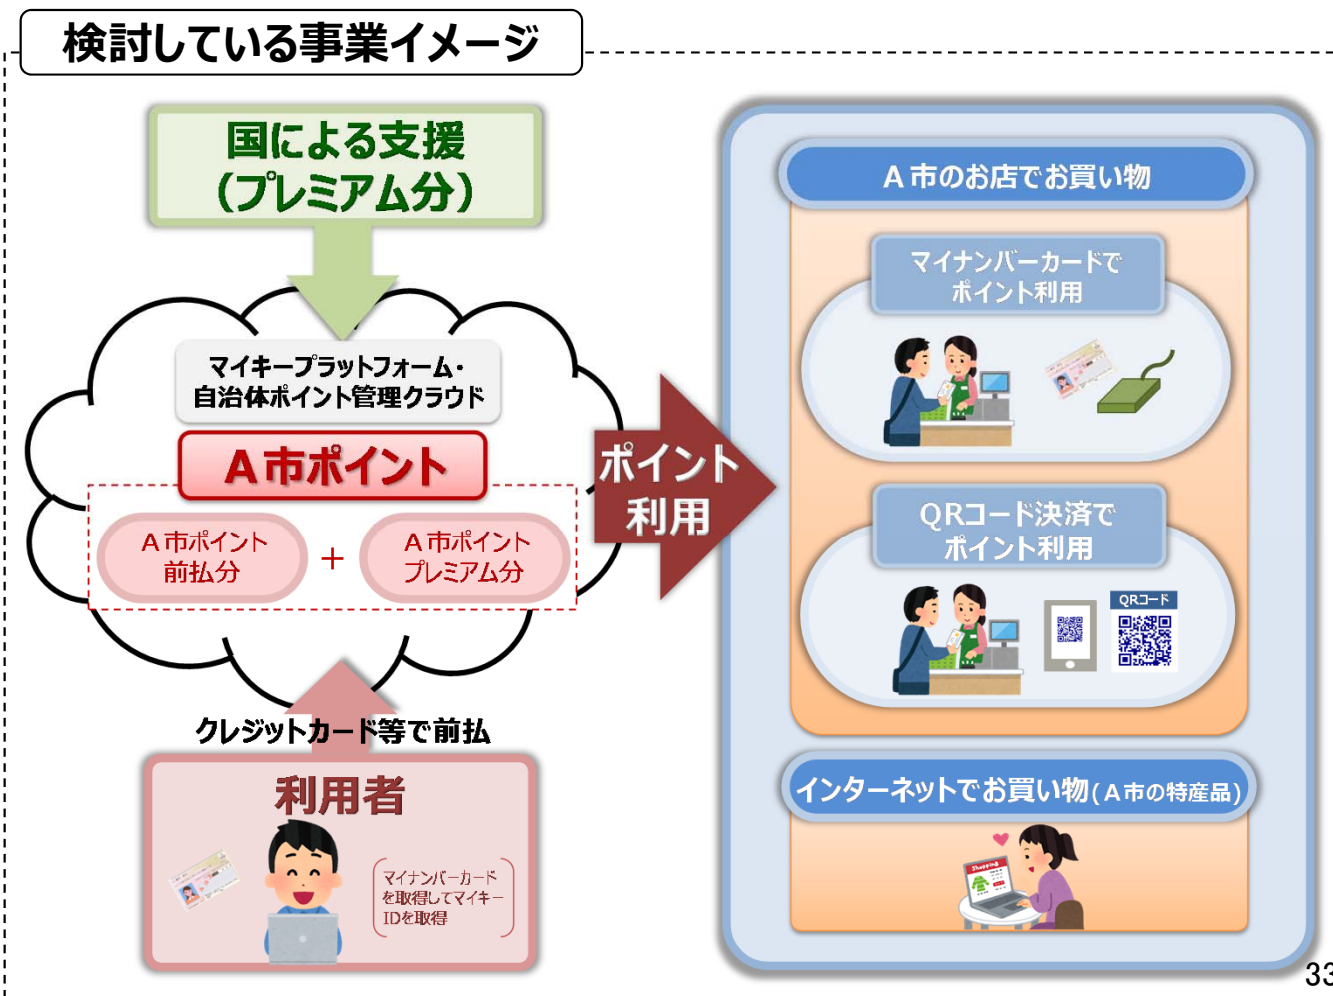 検討している事業イメージ
国による支援
(プレミアム分)
マイキープラットフォーム・
自治体ポイント管理クラウド
A市ポイント
A市ポイント
前払分
+
A市ポイント
プレミアム分
クレジットカード等で前払
利用者
マイナンバーカード
を取得してマイキー
IDを取得
ポイント
利用
A市のお店でお買い物
マイナンバーカードで
ポイント利用
QRコード決済で
ポイント利用
QRコード
インターネットでお買い物(A市の特産品)
Shopping
33